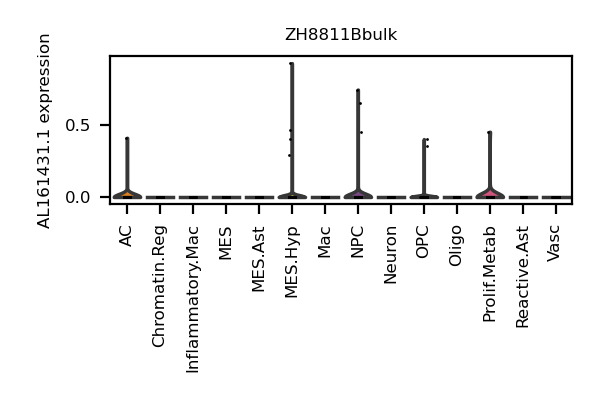 ZH8811Bbulk
AL161431.1 expression
0.5
0.0
AC
Chromatin.Reg
Inflammatory.Mac
MES
MES.Ast
MES.Hyp
Mac
NPC
Neuron
OPC
Oligo
Prolif.Metab
Reactive.Ast
Vasc